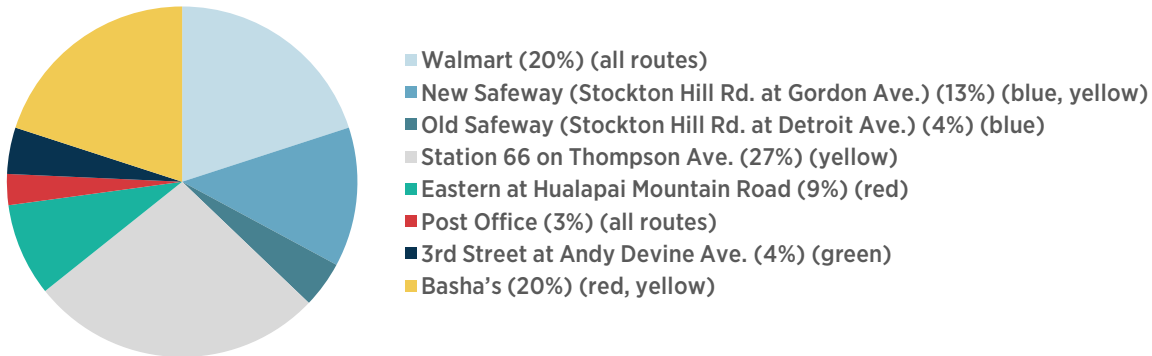 Walmart (20%) (all routes)
New Safeway (Stockton Hill Rd. at Gordon Ave.) (13%) (blue, yellow)
Old Safeway (Stockton Hill Rd. at Detroit Ave.) (4%) (blue)
Station 66 on Thompson Ave. (27%) (yellow)
Eastern at Hualapai Mountain Road (9%) (red)
Post Office (3%) (all routes)
3rd Street at Andy Devine Ave. (4%) (green)
Basha’s (20%) (red, yellow)